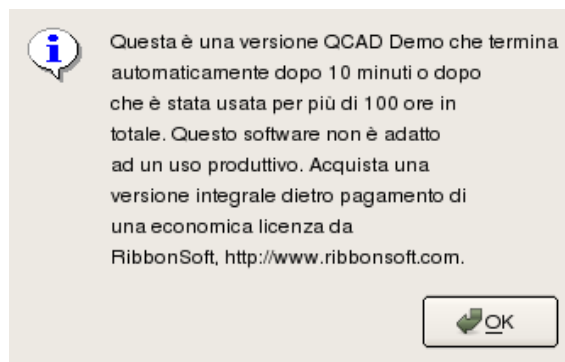 Questa è una versione QCAD Demo che termina
automaticamente dopo 10 minuti o dopo
che è stata usata per più di 100 ore in
totale. Questo software non è adatto
ad un uso produttivo. Acquista una
versione integrale dietro pagamento di
una economica licenza da
RibbonSoft, http://www.ribbonsoft.com.
OK